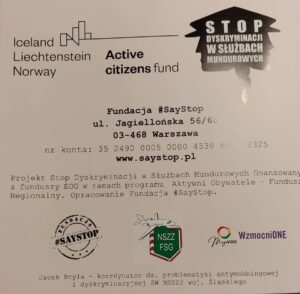 Iceland
Liechtenstein
Norway
Active
citizens fund
STOP
DYSKRYMINACJI
W SŁUŻBACH
MUNDUROWYCH
Fundacja #SayStop
ul. Jagiellońska
03-468 Warszawa
nr konta: 35 2490 0005 0000 4530 2325
www.saystop.pl
Projekt Stop Dyskryminacji w Służbach Mundurowych finansowany
z funduszy EOG w ramach programu Aktywni Obywatele - Fundusz
Regionalny. Opracowanie Fundacja #SayStop.
FUNDACJA
#SAYSTOP
NSZZ
FSG
WzmocniONE
Jacek Bryła - koordynator ds. problematyki antymobbingowej
i dyskryminacyjnej ZW NSZZP woj. Śląskiego